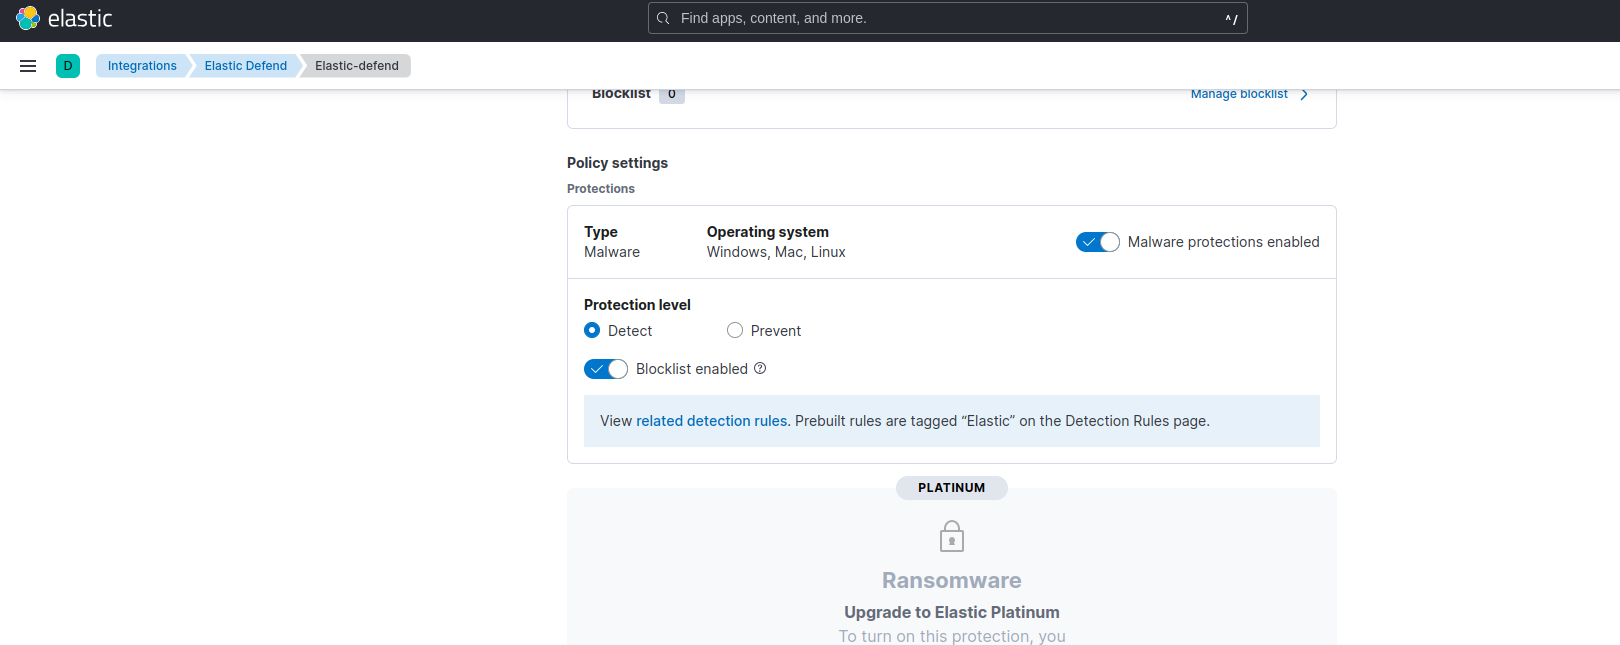 elastic
Find apps, content, and more.
^/
D
Integrations
Elastic Defend
Elastic-defend
Blocklist 0
Manage blocklist
Policy settings
Protections
Type
Operating system
Malware
Windows, Mac, Linux
Malware protections enabled
Protection level
Detect
Prevent
Blocklist enabled
View related detection rules. Prebuilt rules are tagged “Elastic” on the Detection Rules page.
PLATINUM
Ransomware
Upgrade to Elastic Platinum
To turn on this protection, you